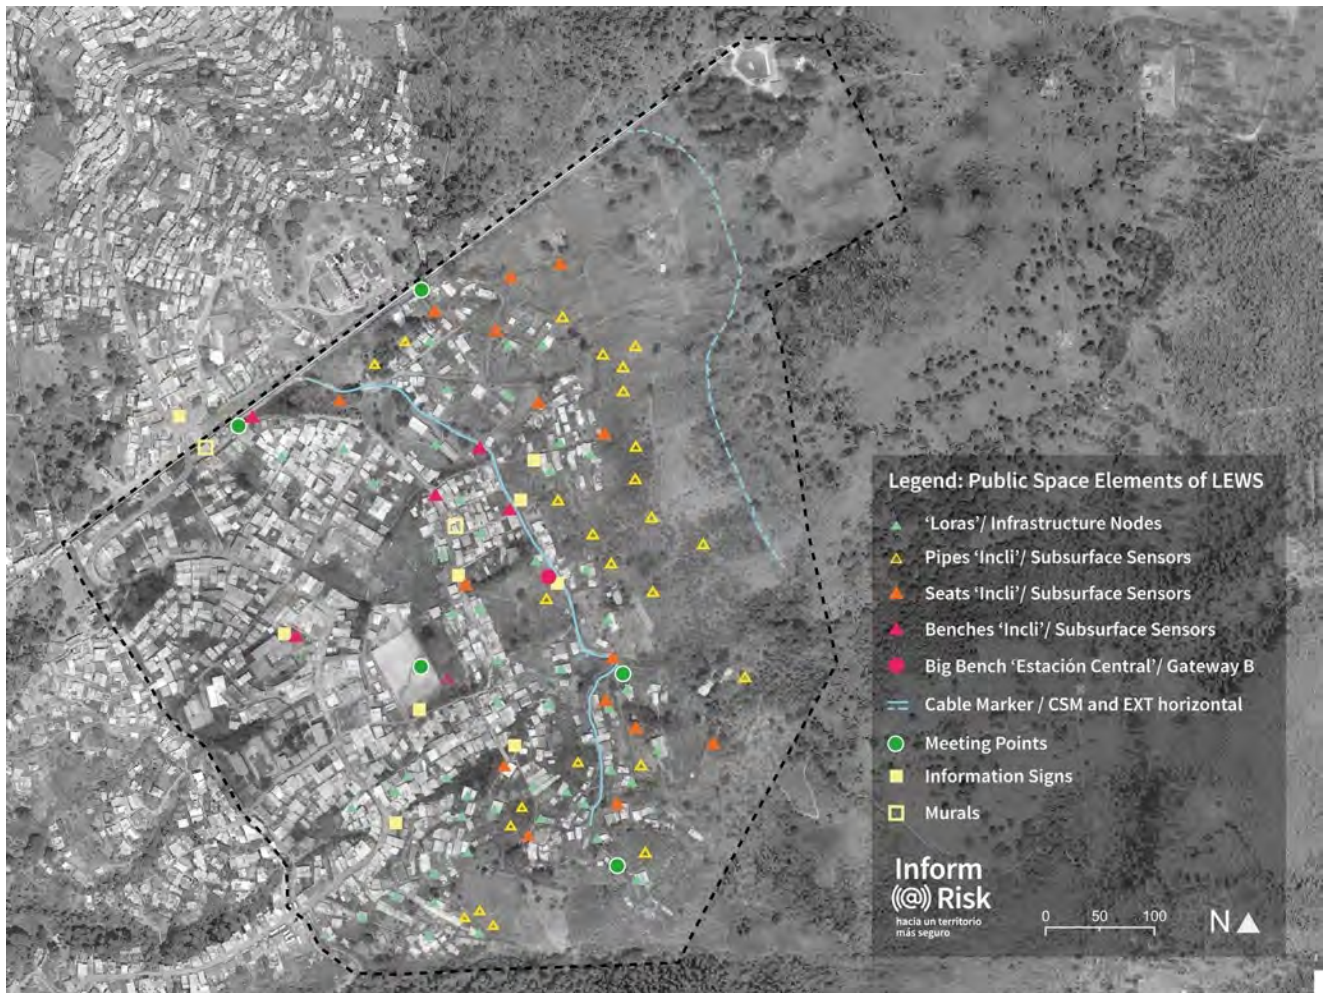 Legend: Public Space Elements of LEWS
‘Loras’/ Infrastructure Nodes
Pipes ‘Incli’/ Subsurface Sensors
Seats ‘Incli’/ Subsurface Sensors
Benches ‘Incli’/ Subsurface Sensors
Big Bench ‘Estación Central’/ Gateway B
Cable Marker / CSM and EXT horizontal
Meeting Points
Information Signs
Murals
Inform
((@)) Risk
hacia un territorio
más seguro
0 50 100
N